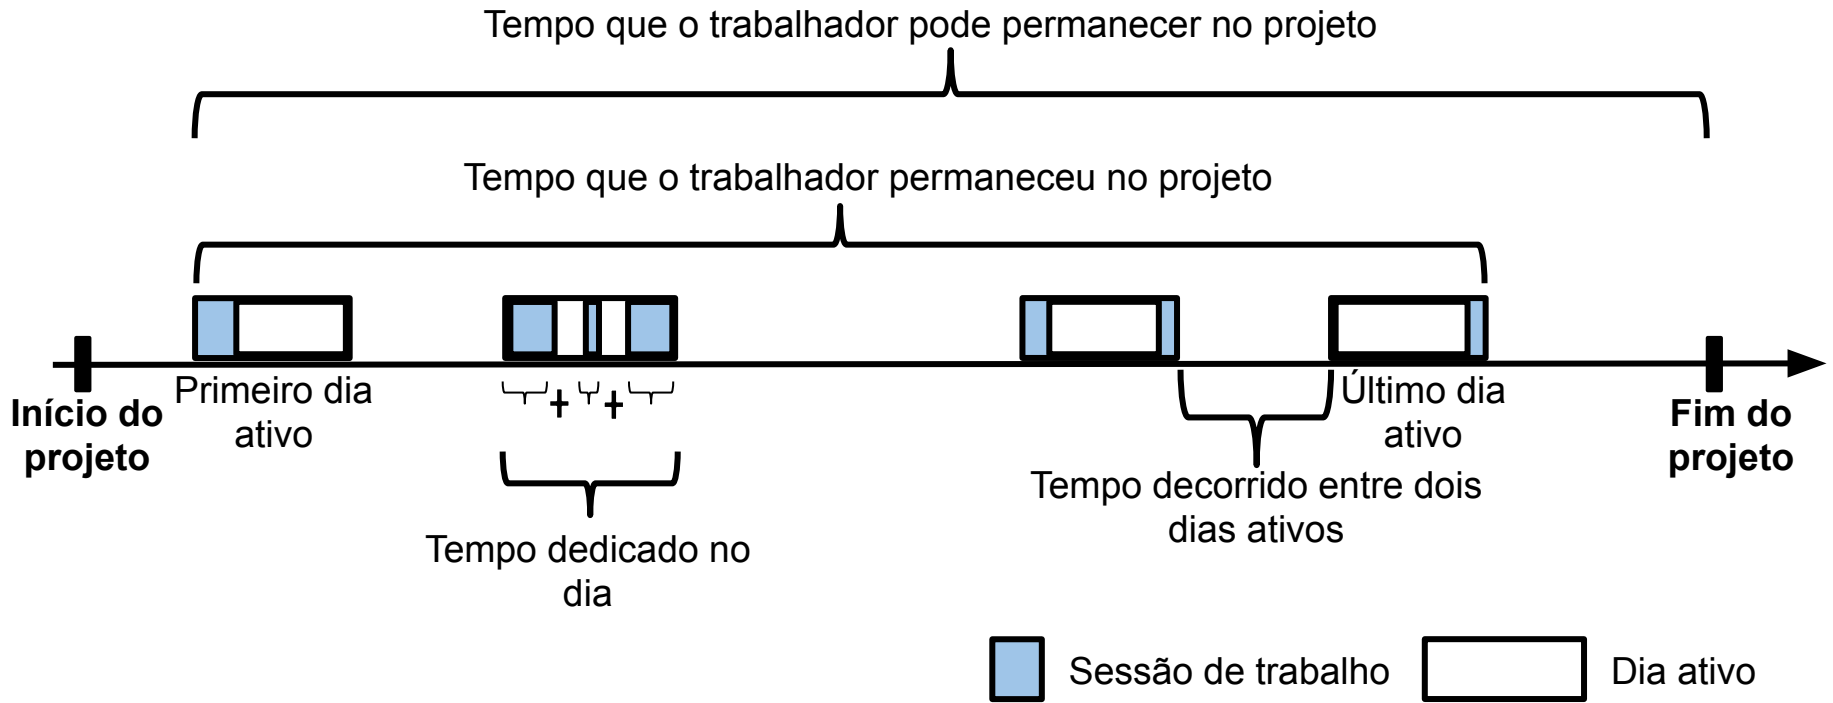 Tempo que o trabalhador pode permanecer no projeto
Tempo que o trabalhador permaneceu no projeto
Início do
projeto
Primeiro dia
ativo
+ +
Tempo dedicado no
dia
Tempo decorrido entre dois
dias ativos
Último dia
ativo
Fim do
projeto
Sessão de trabalho
Dia ativo